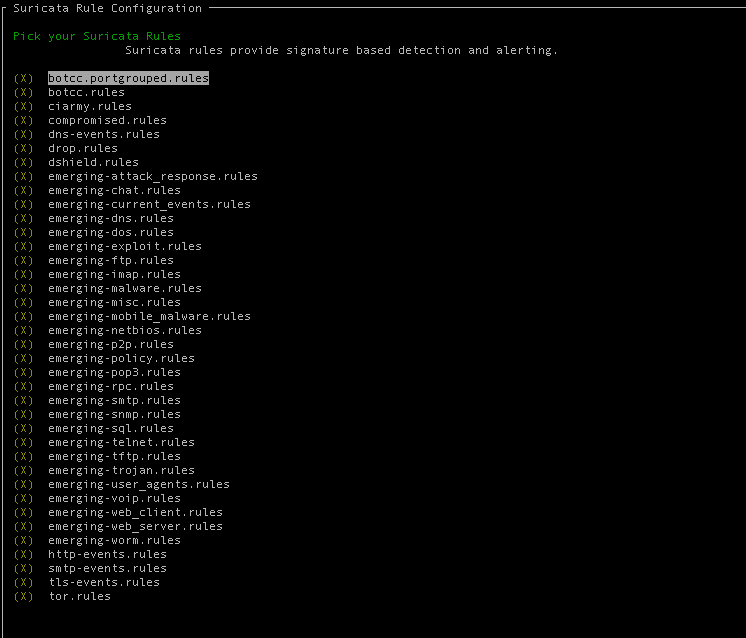 Suricata Rule Configuration
Pick your Suricata Rules
Suricata rules provide signature based detection and alerting.
(X) botcc.portgrouped.rules
(X) botcc.rules
(X) ciarmy.rules
(X) compromised.rules
(X) dns-events.rules
(X) drop.rules
(X) dshield.rules
(X) emerging-attack_response.rules
(X) emerging-chat.rules
(X) emerging-current_events.rules
(X) emerging-dns.rules
(X) emerging-dos.rules
(X) emerging-exploit.rules
(X) emerging-ftp.rules
(X) emerging-imap.rules
(X) emerging-malware.rules
(X) emerging-misc.rules
(X) emerging-mobile_malware.rules
(X) emerging-netbios.rules
(X) emerging-p2p.rules
(X) emerging-policy.rules
(X) emerging-pop3.rules
(X) emerging-rpc.rules
(X) emerging-smtp.rules
(X) emerging-snmp.rules
(X) emerging-sql.rules
(X) emerging-telnet.rules
(X) emerging-tftp.rules
(X) emerging-trojan.rules
(X) emerging-user_agents.rules
(X) emerging-voip.rules
(X) emerging-web_client.rules
(X) emerging-web_server.rules
(X) emerging-worm.rules
(X) http-events.rules
(X) smtp-events.rules
(X) tls-events.rules
(X) tor.rules